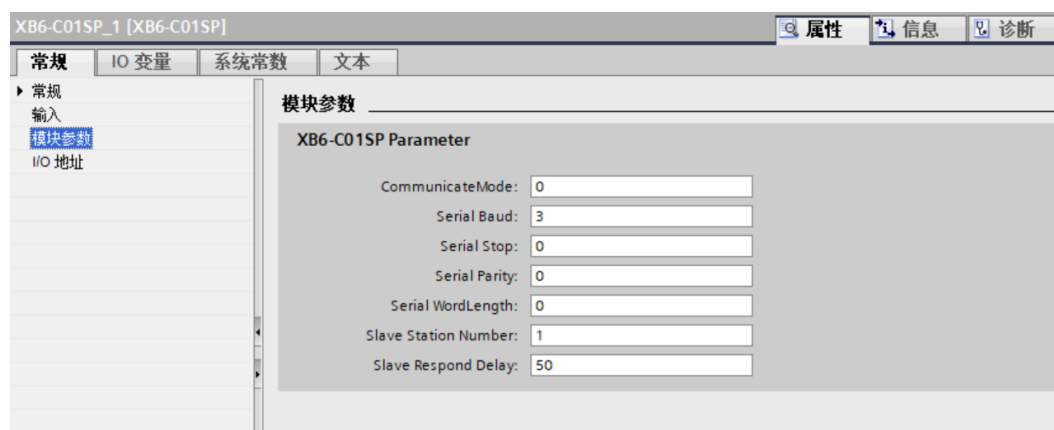 XB6-C01SP_1 [XB6-C01SP]
属性 信息 诊断
常规 IO 变量 系统常数 文本
常规
输入
模块参数
I/O 地址
模块参数
XB6-C01SP Parameter
CommunicateMode: 0
Serial Baud: 3
Serial Stop: 0
Serial Parity: 0
Serial WordLength: 0
Slave Station Number: 1
Slave Respond Delay: 50